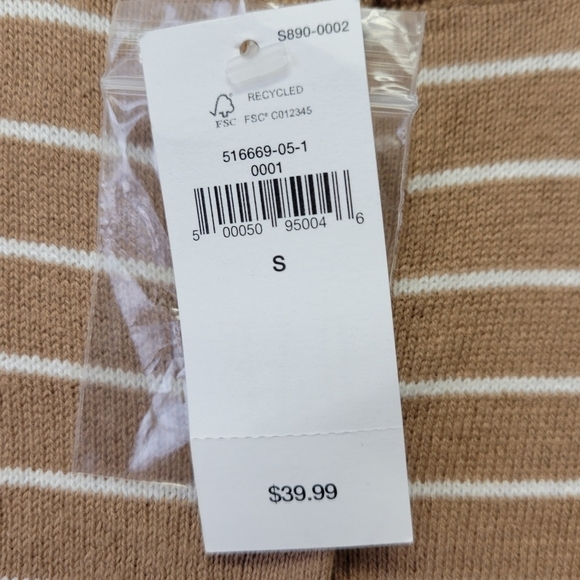 S890-0002
RECYCLED
FSC FSC® C012345
516669-05-1
0001
5 00050 95004 6
S
$39.99